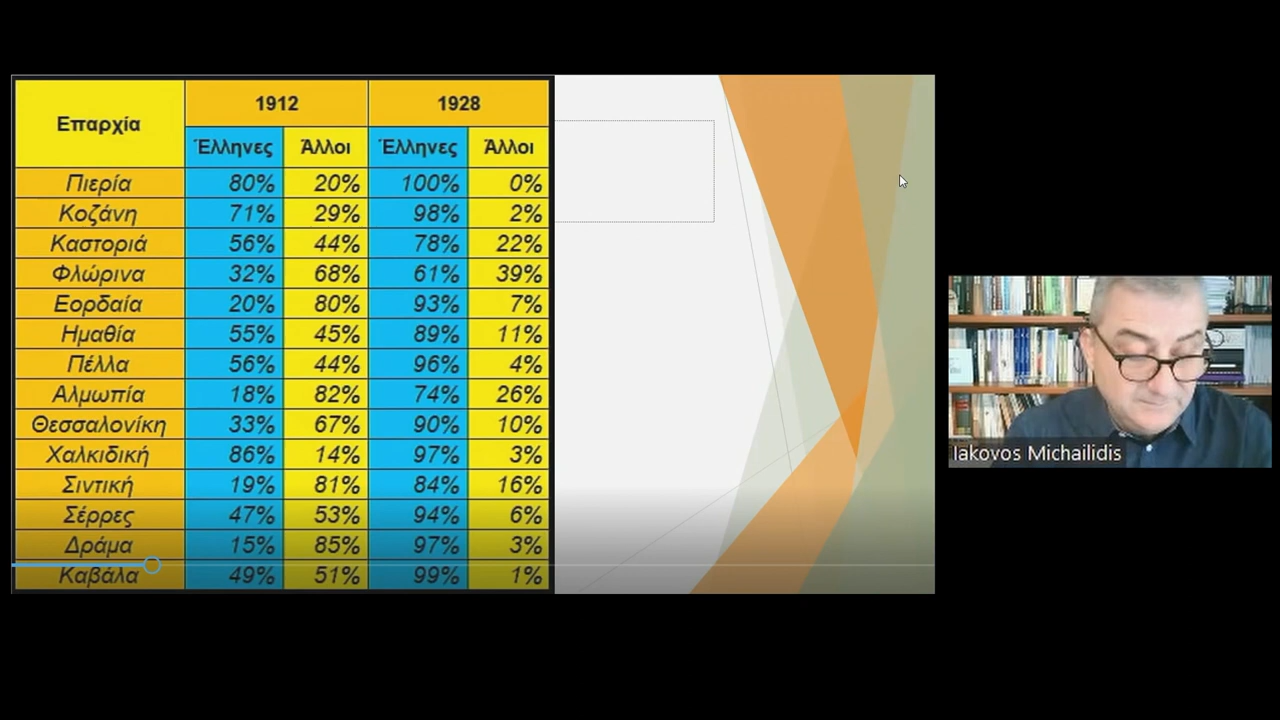 Επαρχία 1912 1928
Έλληνες Άλλοι Έλληνες Άλλοι
Πιερία 80% 20% 100% 0%
Κοζάνη 71% 29% 98% 2%
Καστοριά 56% 44% 78% 22%
Φλώρινα 32% 68% 61% 39%
Εορδαία 20% 80% 93% 7%
Ημαθία 55% 45% 89% 11%
Πέλλα 56% 44% 96% 4%
Αλμωπία 18% 82% 74% 26%
Θεσσαλονίκη 33% 67% 90% 10%
Χαλκιδική 86% 14% 97% 3%
Σιντική 19% 81% 84% 16%
Σέρρες 47% 53% 94% 6%
Δράμα 15% 85% 97% 3%
Καβάλα 49% 51% 99% 1%
Iakovos Michailidis